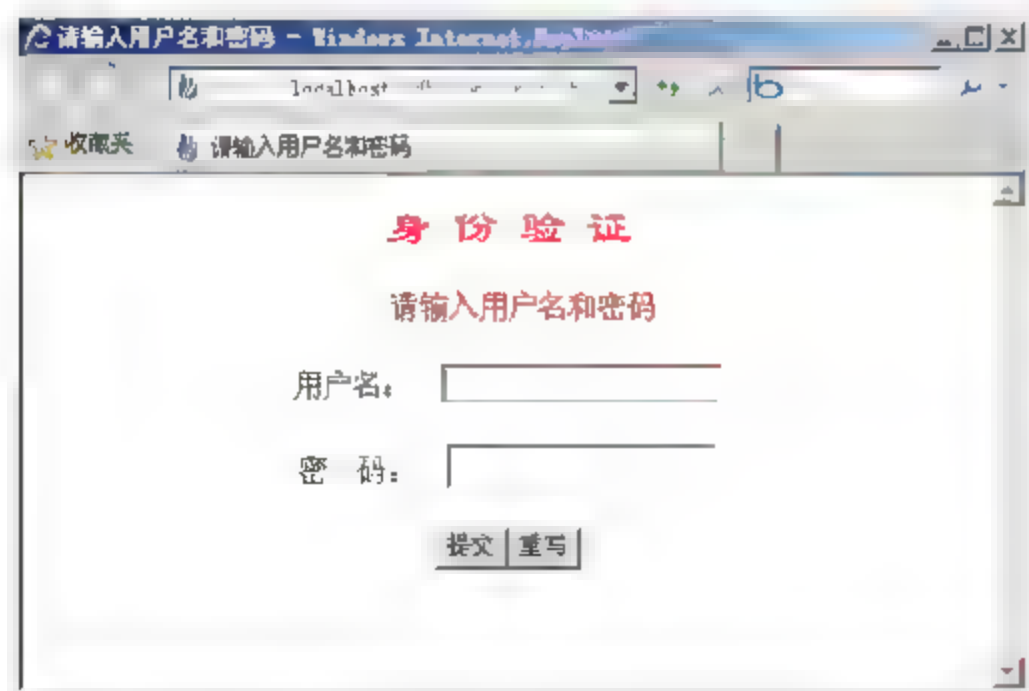 请输入用户名和密码 - Windows Internet
localhost
收藏夹 请输入用户名和密码
身 份 验 证
请输入用户名和密码
用户名：
密 码：
提交 重写